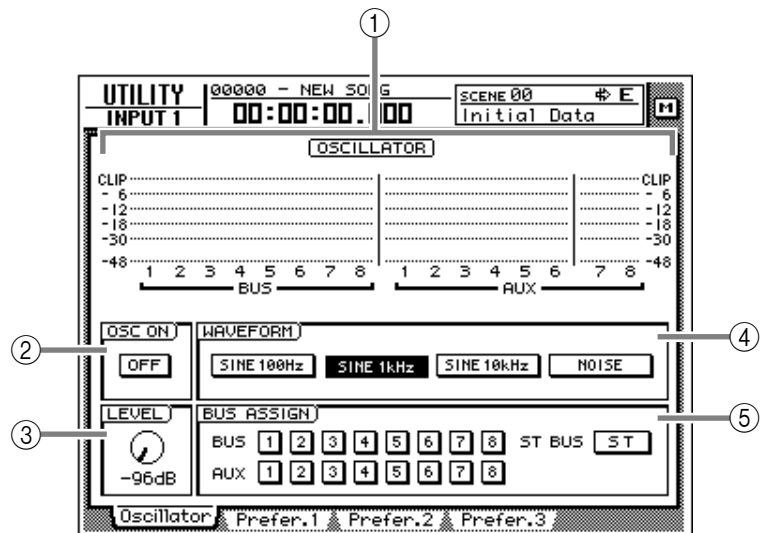 ①
UTILITY 00000 - NEW SONG SCENE 00 E M
INPUT 1 00:00:00.000 Initial Data
OSCILLATOR
CLIP CLIP
- 6 - 6
-12 -12
-18 -18
-30 -30
-48 -48
1 2 3 4 5 6 7 8 1 2 3 4 5 6 7 8
BUS AUX
② OSC ON WAVEFORM ④
OFF SINE 100Hz SINE 1kHz SINE 10kHz NOISE
③ LEVEL BUS ASSIGN ⑤
BUS 1 2 3 4 5 6 7 8 ST BUS ST
-96dB AUX 1 2 3 4 5 6 7 8
Oscillator Prefer.1 Prefer.2 Prefer.3